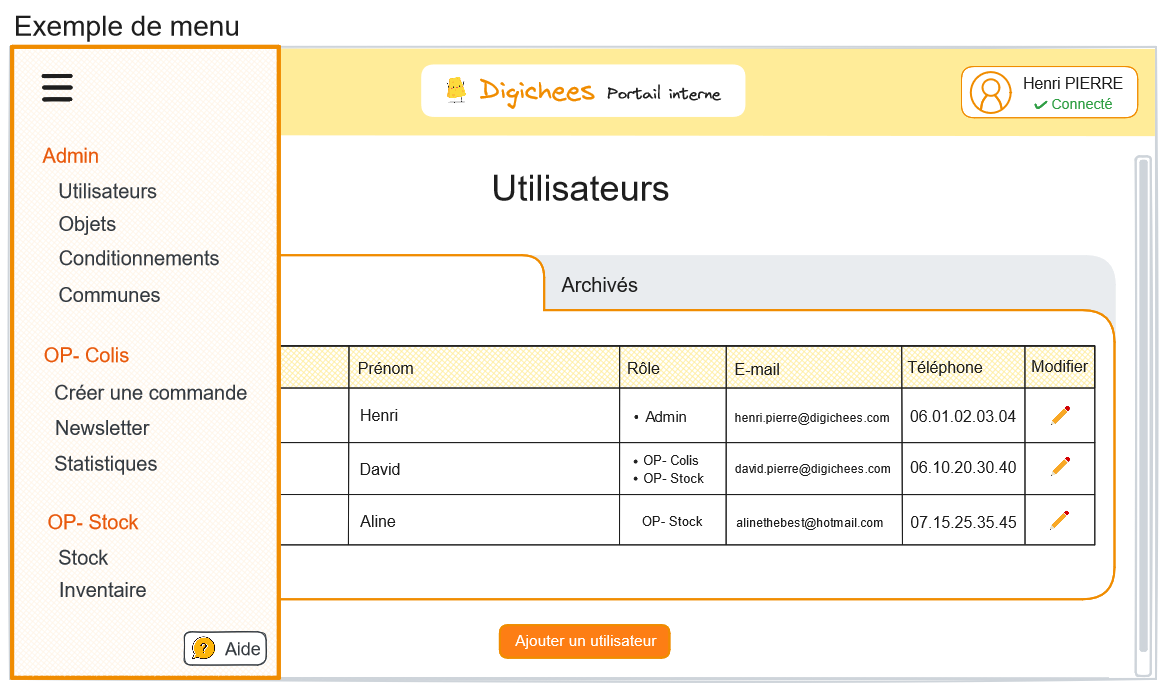 Exemple de menu
Digichees Portail interne
Henri PIERRE
Connecté
Admin
Utilisateurs
Objets
Conditionnements
Communes
OP- Colis
Créer une commande
Newsletter
Statistiques
OP- Stock
Stock
Inventaire
? Aide
Utilisateurs
Archivés
Prénom Rôle E-mail Téléphone Modifier
Henri • Admin henri.pierre@digichees.com 06.01.02.03.04
David • OP- Colis • OP- Stock david.pierre@digichees.com 06.10.20.30.40
Aline OP- Stock alinethebest@hotmail.com 07.15.25.35.45
Ajouter un utilisateur